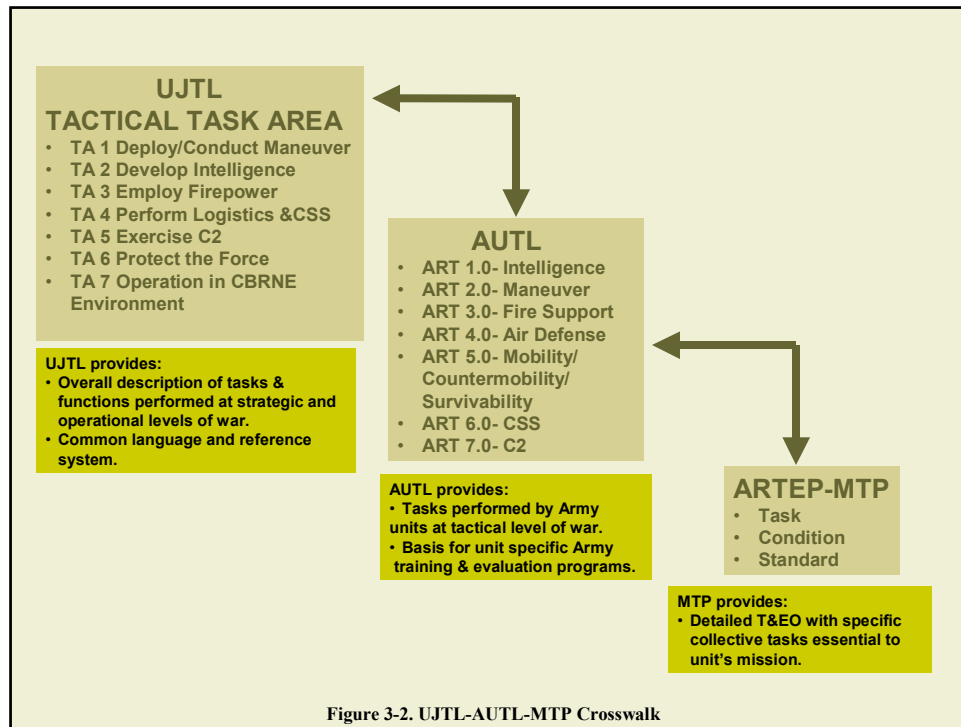 UJTL
TACTICAL TASK AREA
• TA 1 Deploy/Conduct Maneuver
• TA 2 Develop Intelligence
• TA 3 Employ Firepower
• TA 4 Perform Logistics &CSS
• TA 5 Exercise C2
• TA 6 Protect the Force
• TA 7 Operation in CBRNE
Environment
UJTL provides:
• Overall description of tasks &
functions performed at strategic and
operational levels of war.
• Common language and reference
system.
AUTL
• ART 1.0- Intelligence
• ART 2.0- Maneuver
• ART 3.0- Fire Support
• ART 4.0- Air Defense
• ART 5.0- Mobility/
Countermobility/
Survivability
• ART 6.0- CSS
• ART 7.0- C2
AUTL provides:
• Tasks performed by Army
units at tactical level of war.
• Basis for unit specific Army
training & evaluation programs.
ARTEP-MTP
• Task
• Condition
• Standard
MTP provides:
• Detailed T&EO with specific
collective tasks essential to
unit's mission.
Figure 3-2. UJTL-AUTL-MTP Crosswalk